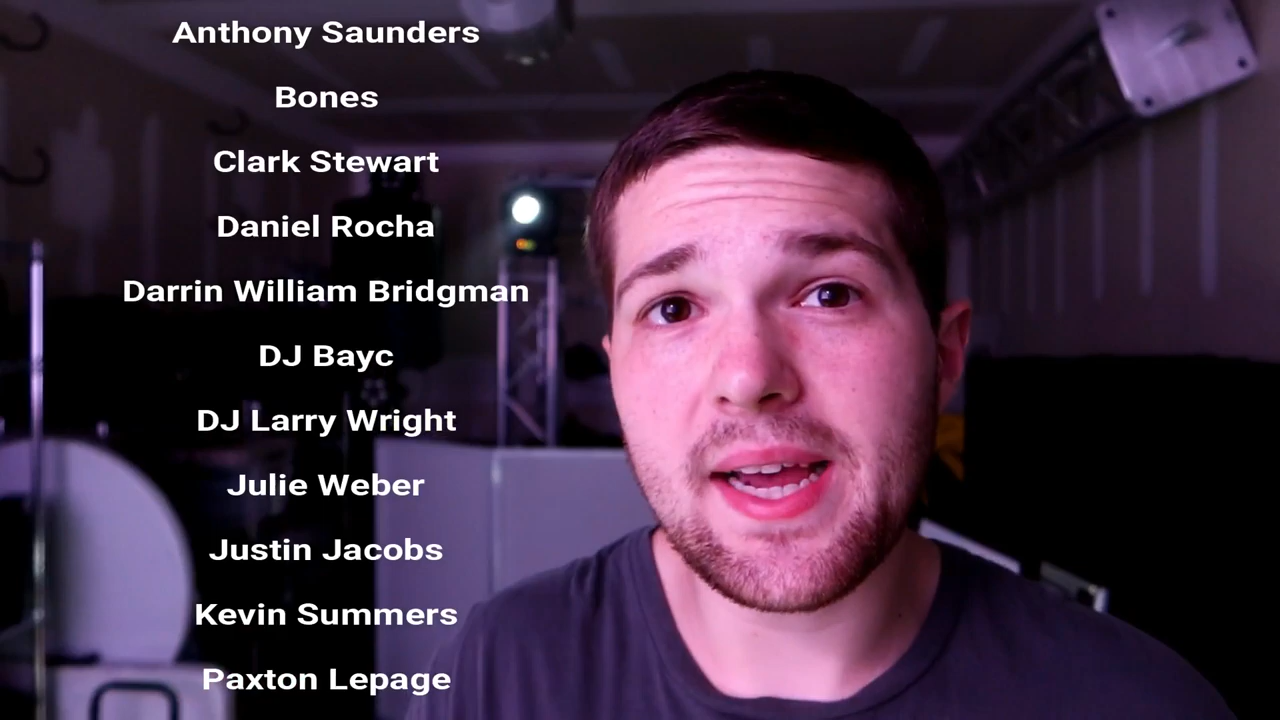 Anthony Saunders
Bones
Clark Stewart
Daniel Rocha
Darrin William Bridgman
DJ Bayc
DJ Larry Wright
Julie Weber
Justin Jacobs
Kevin Summers
Paxton Lepage